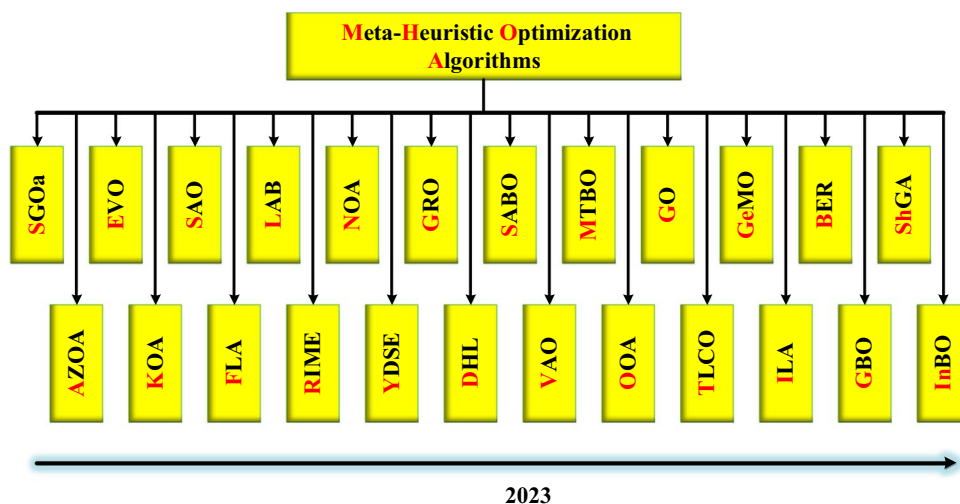 Meta-Heuristic Optimization
Algorithms
SGOa
EVO
SAO
LAB
NOA
GRO
SABO
MTBO
GO
GeMO
BER
ShGA
AZOA
KOA
FLA
RIME
YDSE
DHL
VAO
OOA
TLCO
ILA
GBO
InBO
2023